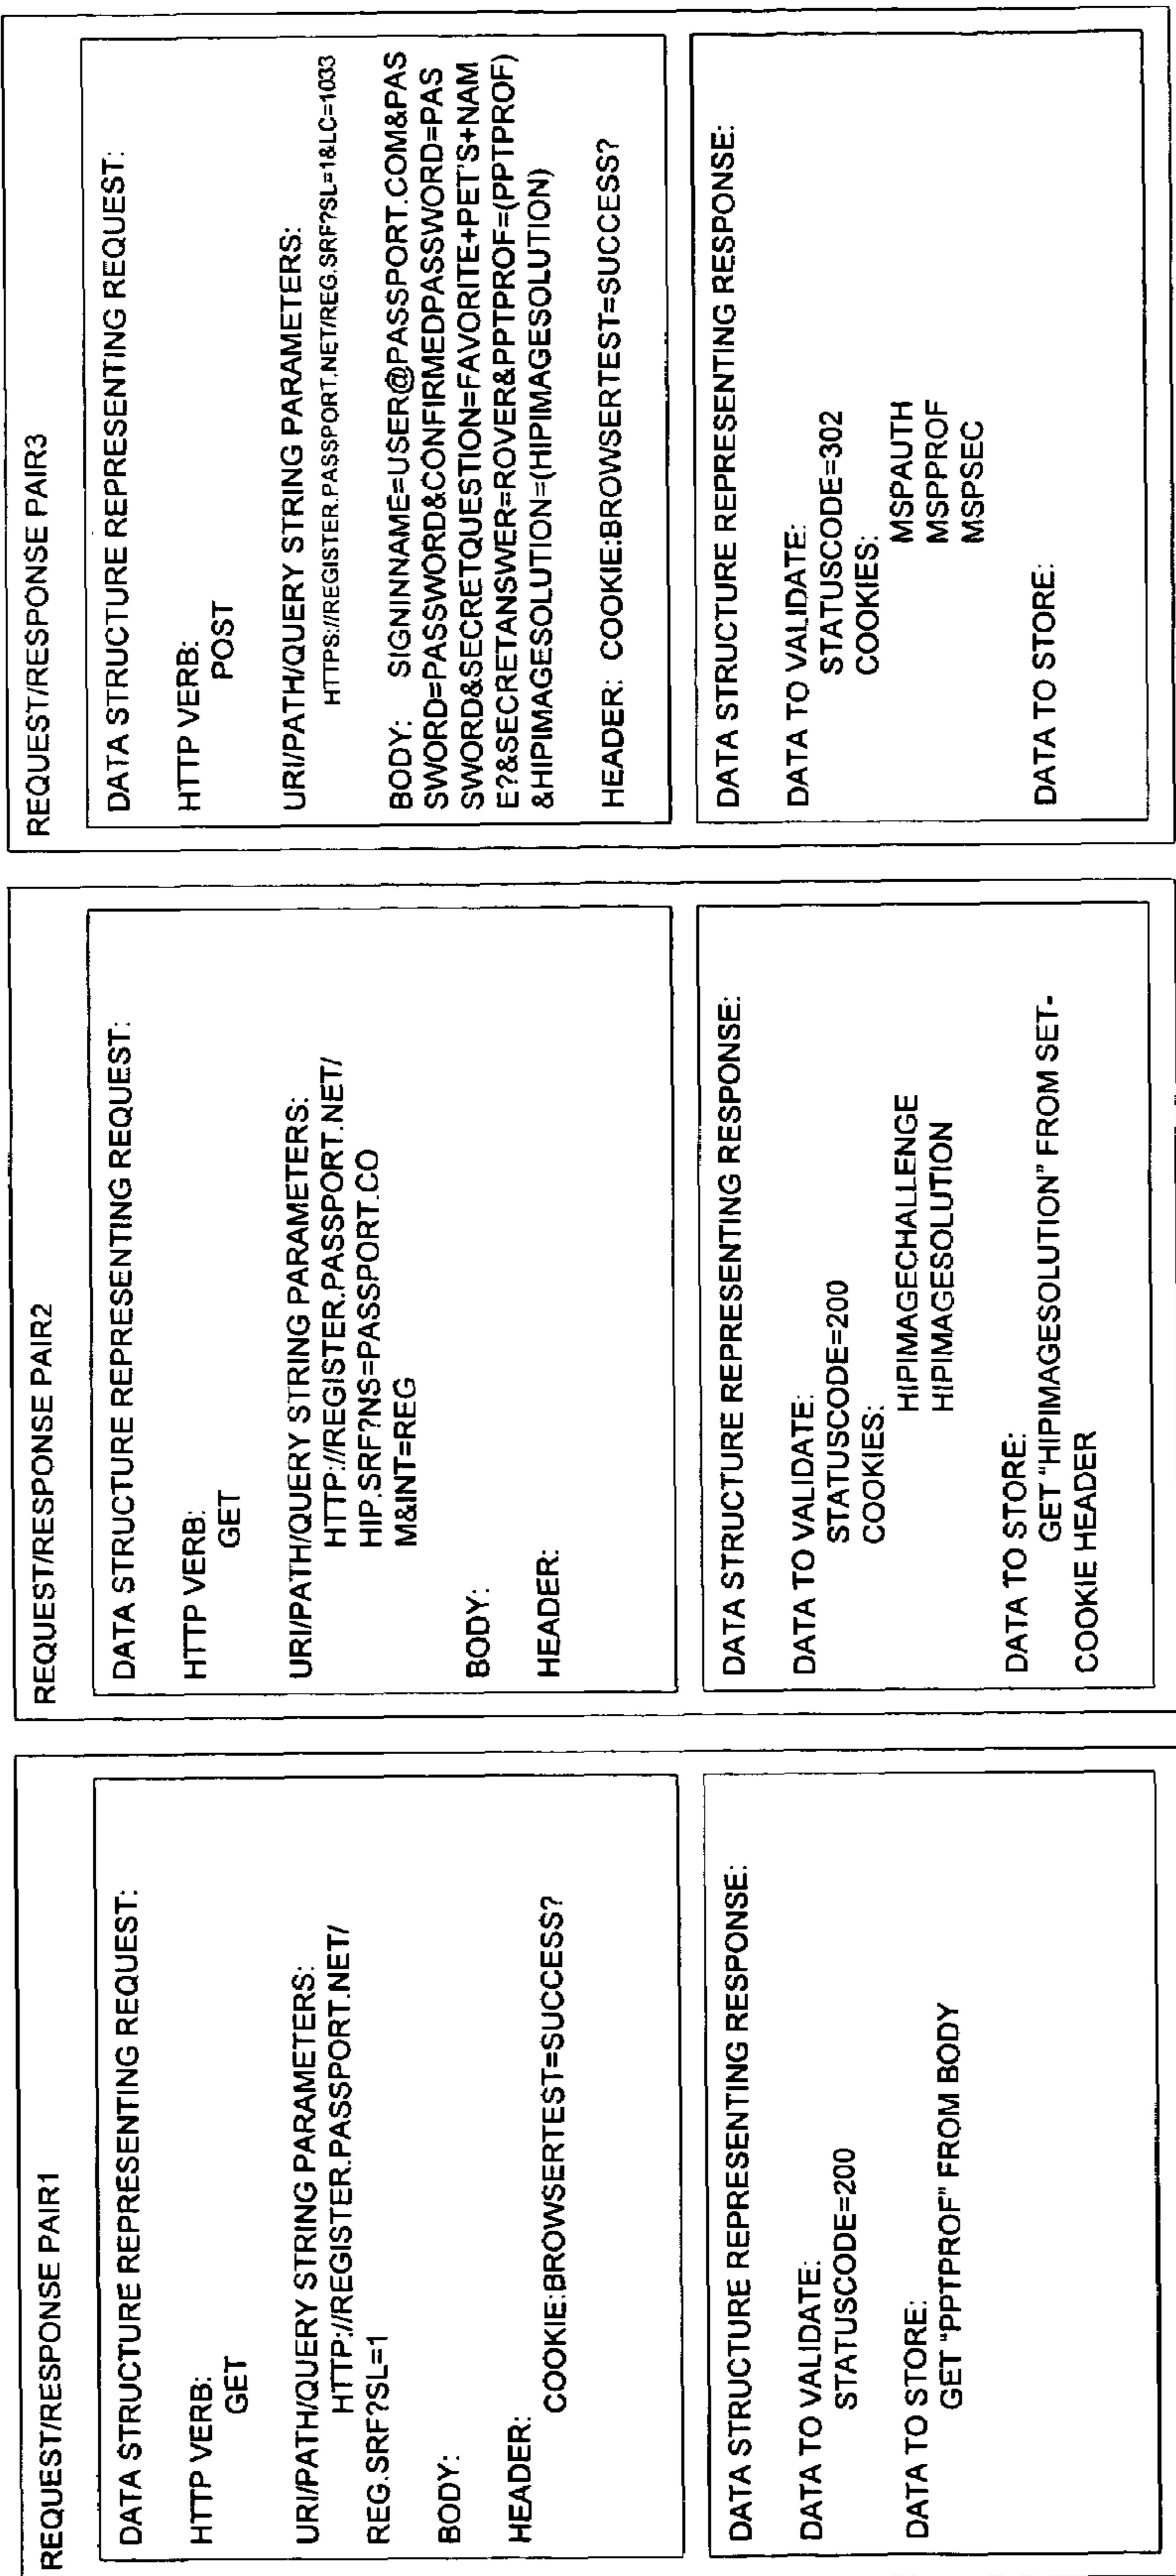 REQUEST/RESPONSE PAIR1
DATA STRUCTURE REPRESENTING REQUEST:
HTTP VERB:
GET
URI/PATH/QUERY STRING PARAMETERS:
HTTP://REGISTER.PASSPORT.NET/
REG.SRF?SL=1
BODY:
HEADER:
COOKIE:BROWSERTEST=SUCCESS?
DATA STRUCTURE REPRESENTING RESPONSE:
DATA TO VALIDATE:
STATUSCODE=200
DATA TO STORE:
GET "PPTPROF" FROM BODY
REQUEST/RESPONSE PAIR2
DATA STRUCTURE REPRESENTING REQUEST:
HTTP VERB:
GET
URI/PATH/QUERY STRING PARAMETERS:
HTTP://REGISTER.PASSPORT.NET/
HIP.SRF?NS=PASSPORT.CO
M&INT=REG
BODY:
HEADER:
DATA STRUCTURE REPRESENTING RESPONSE:
DATA TO VALIDATE:
STATUSCODE=200
COOKIES:
HIPIMAGECHALLENGE
HIPIMAGESOLUTION
DATA TO STORE:
GET "HIPIMAGESOLUTION" FROM SET-
COOKIE HEADER
REQUEST/RESPONSE PAIR3
DATA STRUCTURE REPRESENTING REQUEST:
HTTP VERB:
POST
URI/PATH/QUERY STRING PARAMETERS:
HTTPS://REGISTER.PASSPORT.NET/REG.SRF?SL=1&LC=1033
BODY: SIGNINNAME=USER@PASSPORT.COM&PAS
SWORD=PASSWORD&CONFIRMEDPASSWORD=PAS
SWORD&SECRETQUESTION=FAVORITE+PET'S+NAM
E?&SECRETANSWER=ROVER&PPTPROF=(PPTPROF)
&HIPIMAGESOLUTION=(HIPIMAGESOLUTION)
HEADER: COOKIE:BROWSERTEST=SUCCESS?
DATA STRUCTURE REPRESENTING RESPONSE:
DATA TO VALIDATE:
STATUSCODE=302
COOKIES:
MSPAUTH
MSPPROF
MSPSEC
DATA TO STORE: